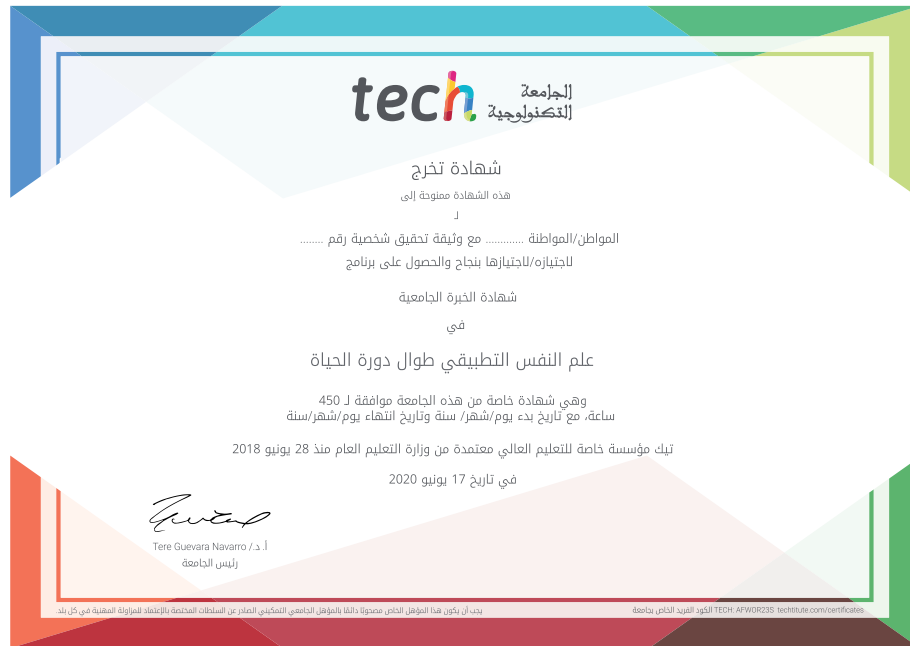 tech الجامعة
التكنولوجية
شهادة تخرج
هذه الشهادة ممنوحة إلى
لـ
المواطن/المواطنة ............. مع وثيقة تحقيق شخصية رقم ........
لاجتيازه/لاجتيازها بنجاح والحصول على برنامج
شهادة الخبرة الجامعية
في
علم النفس التطبيقي طوال دورة الحياة
وهي شهادة خاصة من هذه الجامعة موافقة لـ 450
ساعة، مع تاريخ بدء يوم/شهر/ سنة وتاريخ انتهاء يوم/شهر/سنة
تيك مؤسسة خاصة للتعليم العالي معتمدة من وزارة التعليم العام منذ 28 يونيو 2018
في تاريخ 17 يونيو 2020
أ. د./ Tere Guevara Navarro
رئيس الجامعة
يجب أن يكون هذا المؤهل الخاص مصحوبًا دائمًا بالمؤهل الجامعي التمكيني الصادر عن السلطات المختصة بالإعتماد للمزاولة المهنية في كل بلد.
الكود الفريد الخاص بجامعة TECH: AFWOR23S techtitute.com/certificates